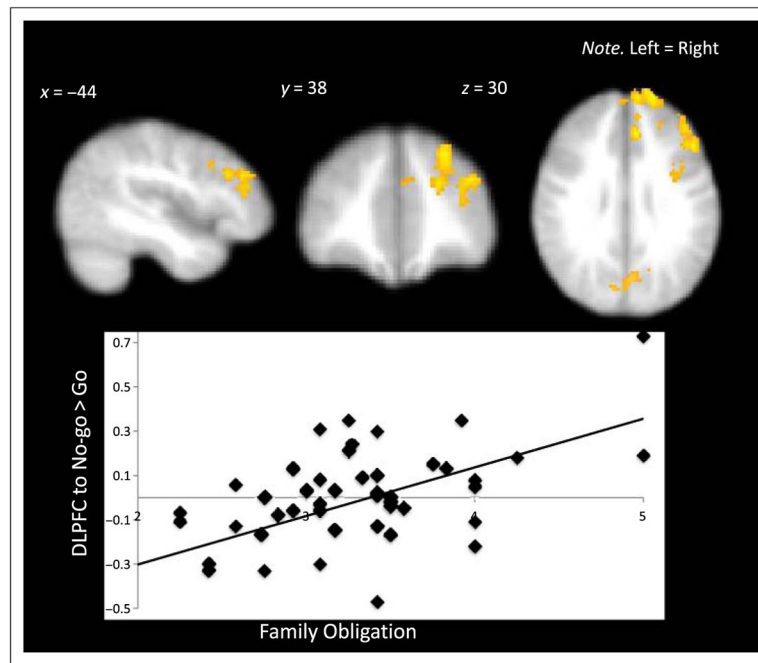 Note. Left = Right
x = −44
y = 38
z = 30
DLPFC to No-go > Go
0.7
0.5
0.3
0.1
−0.1
−0.3
−0.5
2
3
4
5
Family Obligation